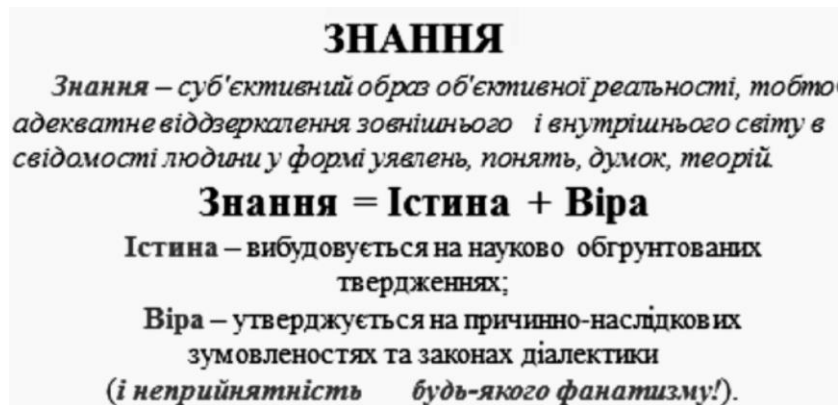 ЗНАННЯ
Знання – суб'єктивний образ об'єктивної реальності, тобто
адекватне віддзеркалення зовнішнього і внутрішнього світу в
свідомості людини у формі уявлень, понять, думок, теорій.
Знання = Істина + Віра
Істина – вибудовується на науково обгрунтованих
твердженнях;
Віра – утверджується на причинно-наслідкових
зумовленостях та законах діалектики
(і неприйнятність будь-якого фанатизму!).